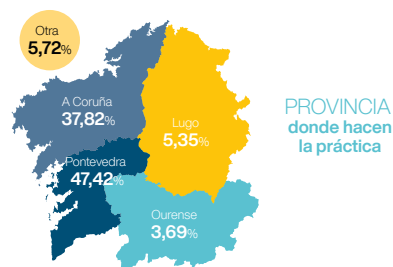 Otra
5,72%
A Coruña
37,82%
Lugo
5,35%
PROVINCIA
donde hacen
la práctica
Pontevedra
47,42%
Ourense
3,69%